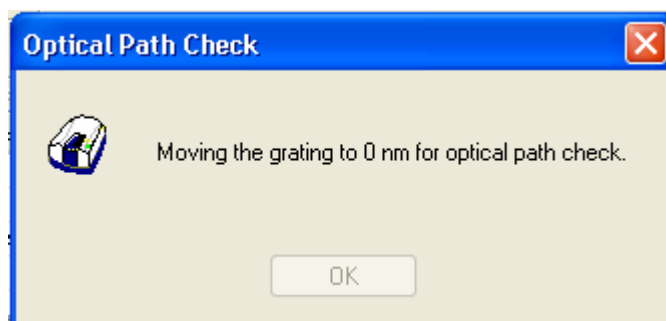 Optical Path Check
Moving the grating to 0 nm for optical path check.
OK